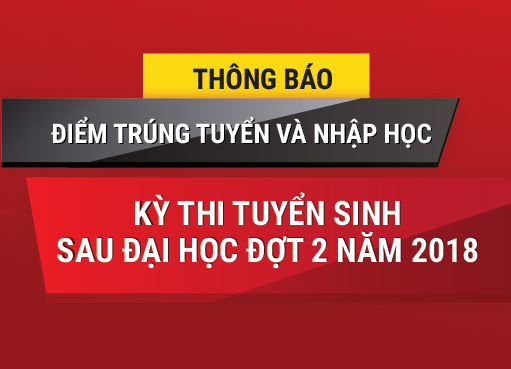 THÔNG BÁO
ĐIỂM TRÚNG TUYỂN VÀ NHẬP HỌC
KỲ THI TUYỂN SINH
SAU ĐẠI HỌC ĐỢT 2 NĂM 2018